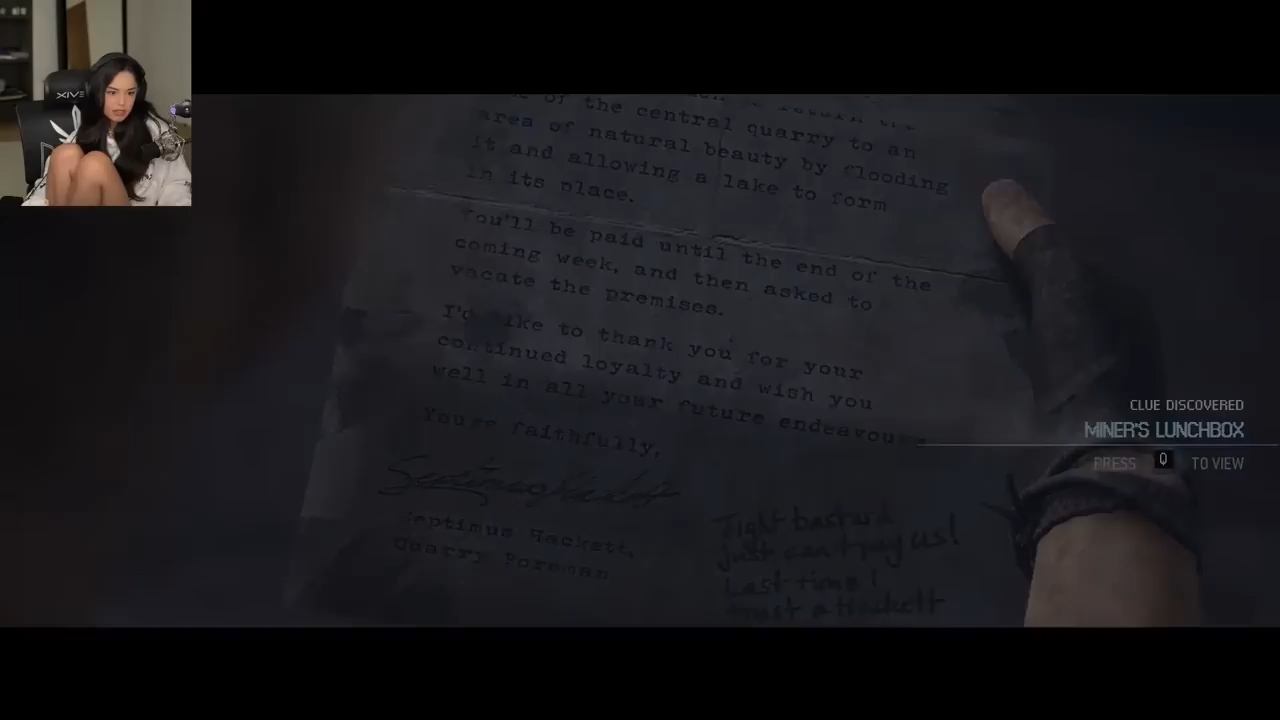 XIVE
of the central quarry to an
area of natural beauty by flooding
it and allowing a lake to form
in its place.
You'll be paid until the end of the
coming week, and then asked to
vacate the premises.
I'd like to thank you for your
continued loyalty and wish you
well in all your future endeavours
Yours faithfully,
Septimus Hackett,
Quarry Foreman
Tight bastard
just can't pay us!
Last time I
trust a Hackett
CLUE DISCOVERED
MINER'S LUNCHBOX
PRESS Q TO VIEW